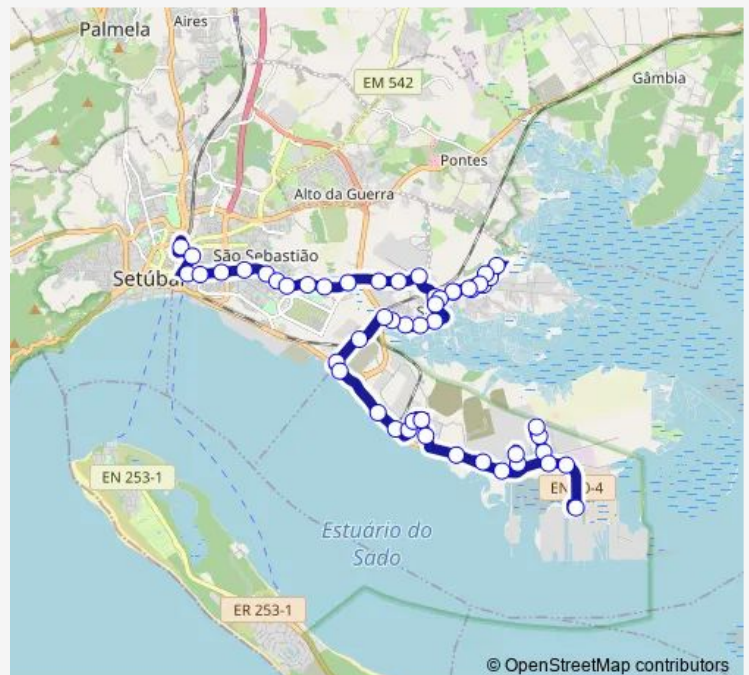 Palmela
Aires
EM 542
Gâmbia
Pontes
Alto da Guerra
São Sebastião
Setúbal
EN 253-1
Estuário do
Sado
ER 253-1
© OpenStreetMap contributors